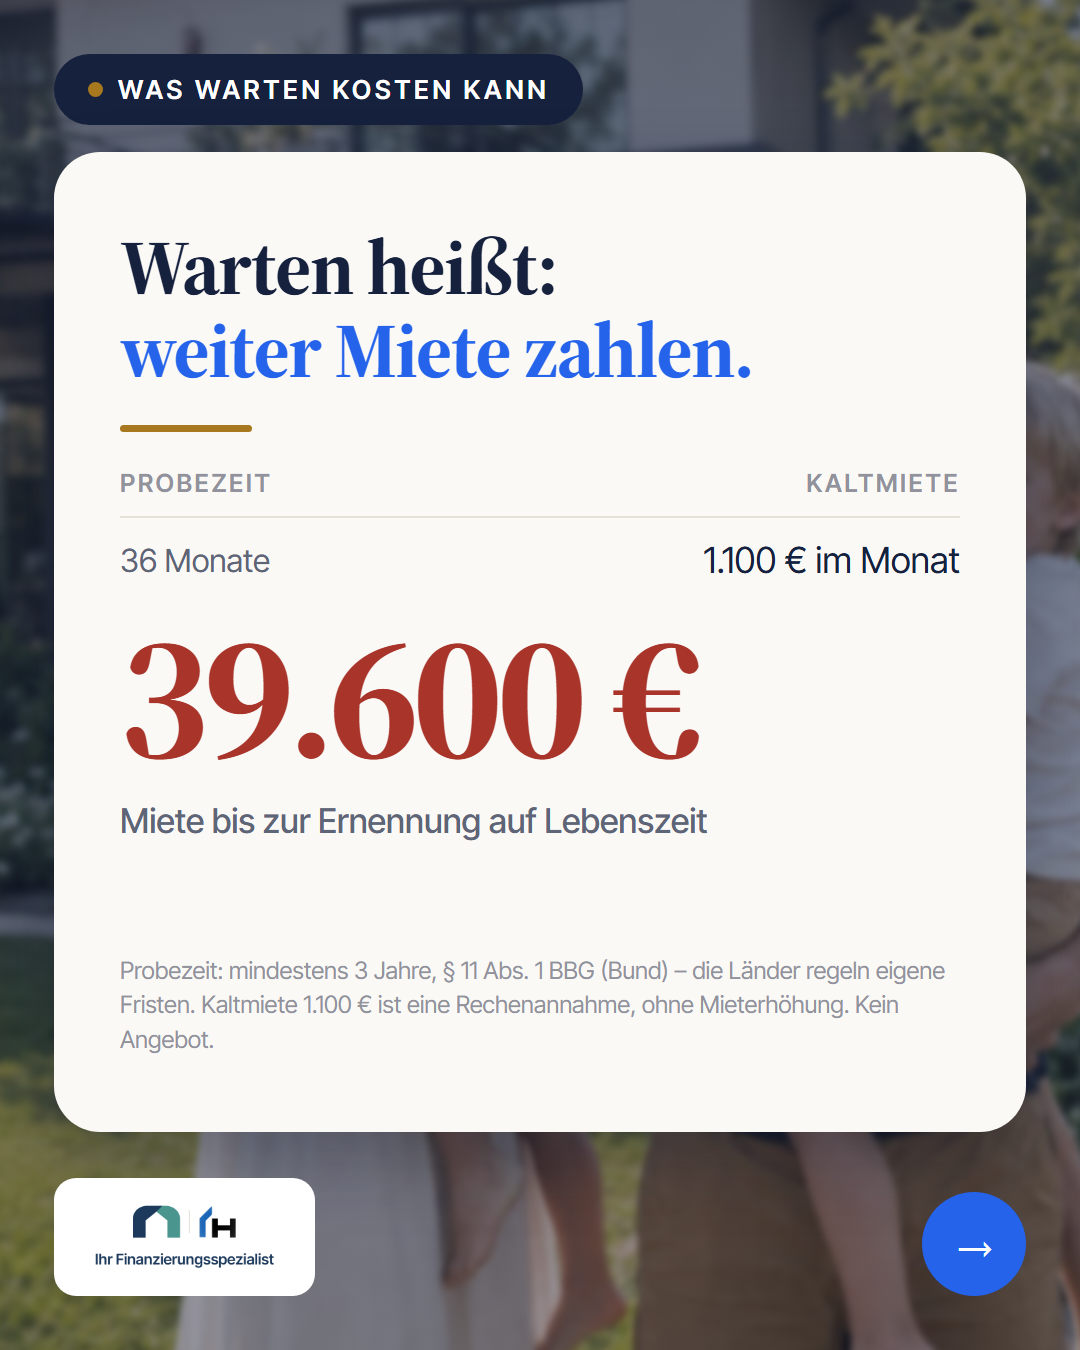 WAS WARTEN KOSTEN KANN
Warten heißt:
weiter Miete zahlen.
PROBEZEIT KALTMIETE
36 Monate 1.100 € im Monat
39.600 €
Miete bis zur Ernennung auf Lebenszeit
Probezeit: mindestens 3 Jahre, § 11 Abs. 1 BBG (Bund) – die Länder regeln eigene
Fristen. Kaltmiete 1.100 € ist eine Rechenannahme, ohne Mieterhöhung. Kein
Angebot.
Ihr Finanzierungsspezialist
→